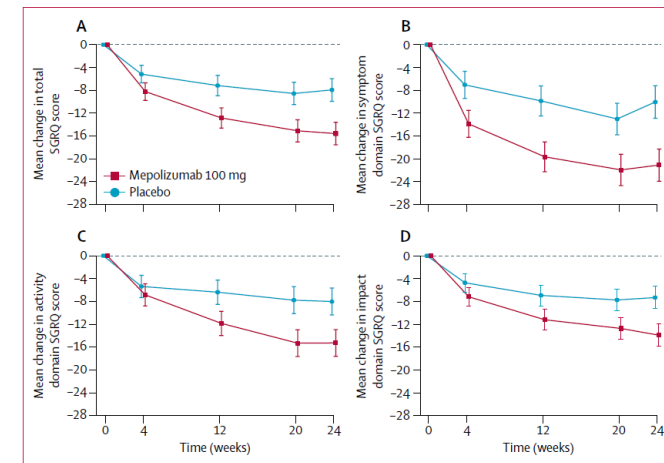 A
Mean change in total
SGRQ score
0
−4
−8
−12
−16
−20
−24
−28
Mepolizumab 100 mg
Placebo
B
Mean change in symptom
domain SGRQ score
0
−4
−8
−12
−16
−20
−24
−28
C
Mean change in activity
domain SGRQ score
0
−4
−8
−12
−16
−24
−24
−28
0
4
12
20
24
Time (weeks)
D
Mean change in impact
domain SGRQ score
0
−4
−8
−12
−16
−24
−24
−28
0
4
12
20
24
Time (weeks)